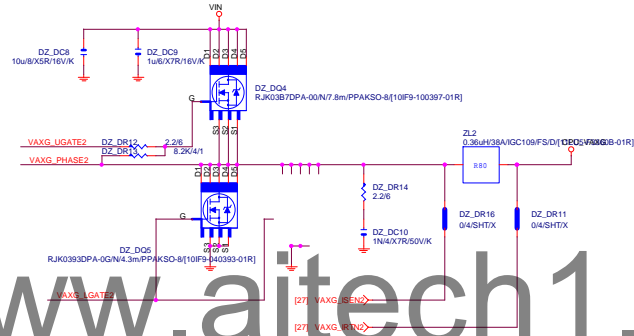 VIN
DZ_DC8
10u/8/X5R/16V/K
DZ_DC9
1u/6/X7R/16V/K
D1
D2
D3
D4
D5
DZ_DQ4
RJK03B7DPA-00/N/7.8m/PPAKSO-8/[10IF9-100397-01R]
G
S3
S2
S1
VAXG_UGATE2
DZ_DR12
2.2/6
DZ_DR13
8.2K/4/1
VAXG_PHASE2
D1
D2
D3
D4
D5
ZL2
0.36uH/38A/IGC109/FS/D/
R80
G
DZ_DR14
2.2/6
DZ_DR16
0/4/SHT/X
DZ_DR11
0/4/SHT/X
DZ_DC10
1N/4/X7R/50V/K
S3
S2
S1
DZ_DQ5
RJK0393DPA-0G/N/4.3m/PPAKSO-8/[10IF9-040393-01R]
VAXG_LGATE2
[27] VAXG_ISEN2
[27] VAXG_IRTN2
ww.aitech1.